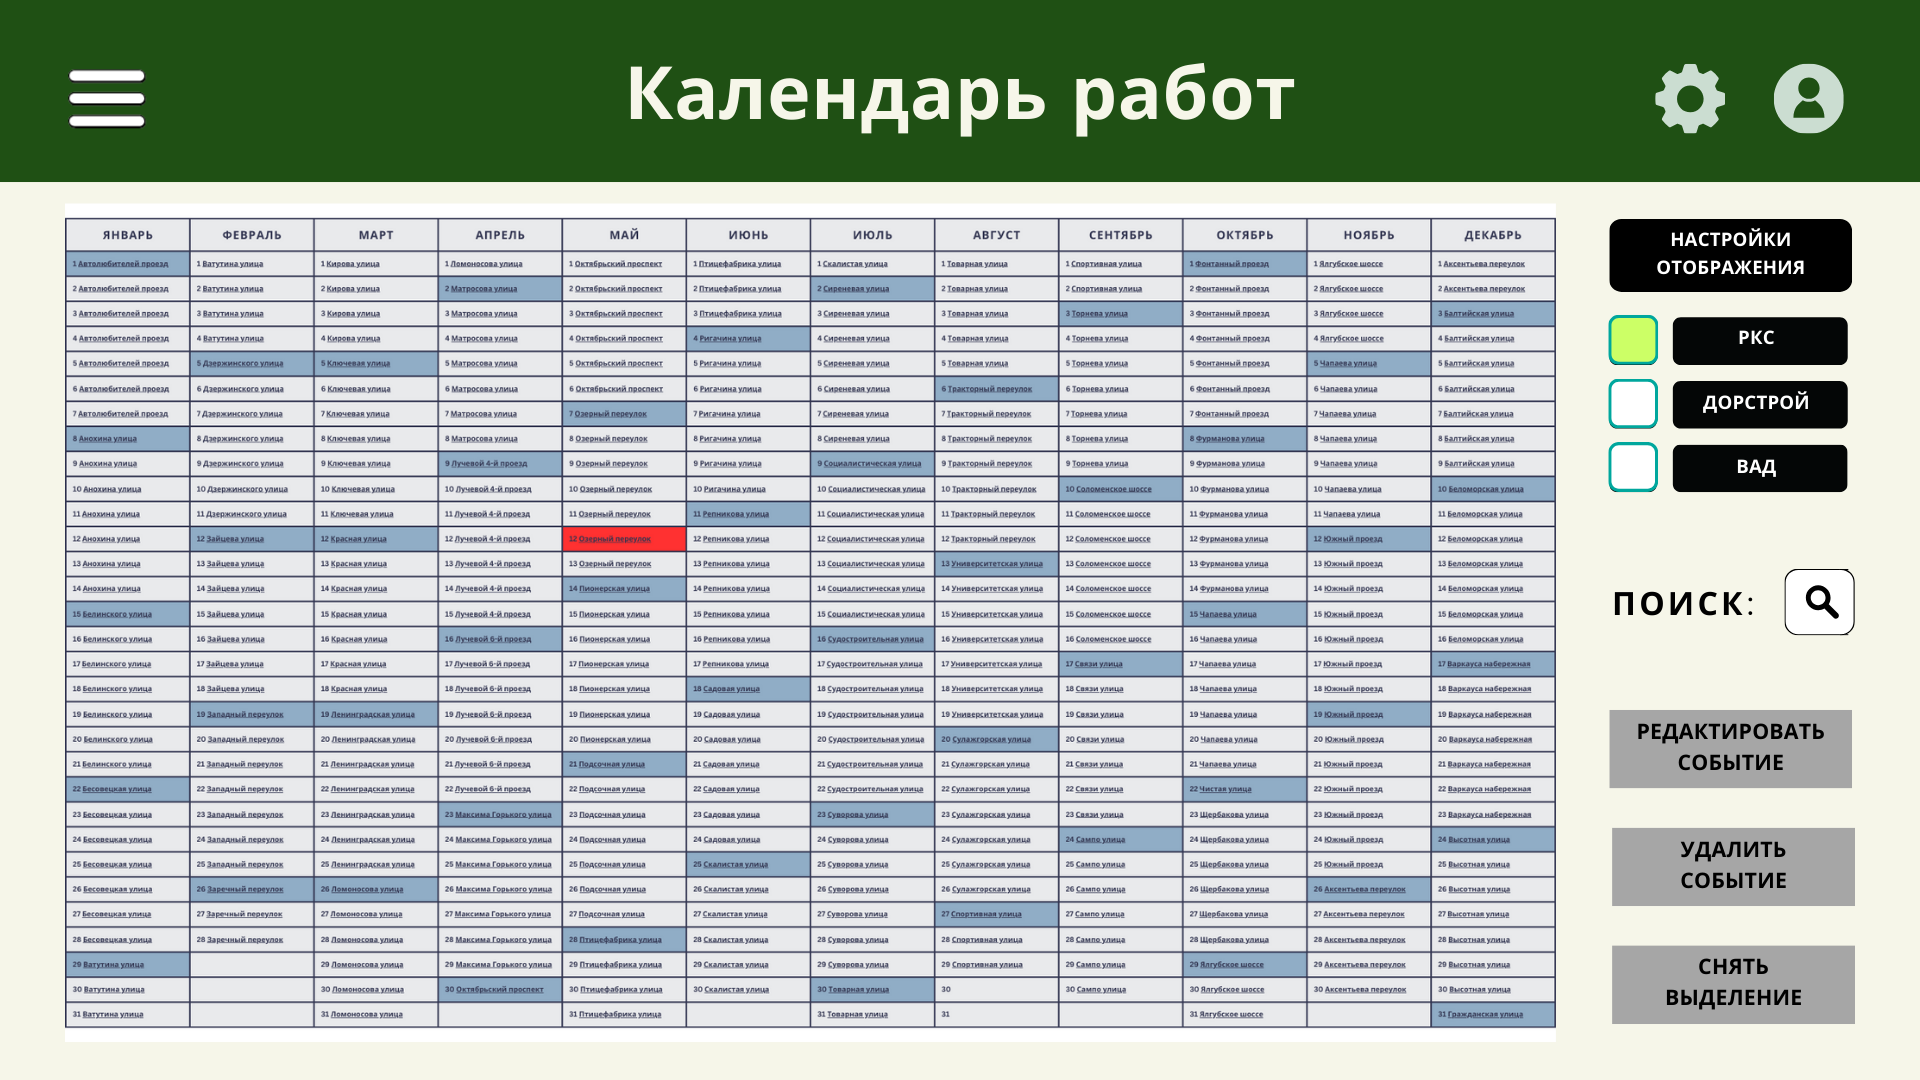 Календарь работ
ЯНВАРЬ ФЕВРАЛЬ МАРТ АПРЕЛЬ МАЙ ИЮНЬ ИЮЛЬ АВГУСТ СЕНТЯБРЬ ОКТЯБРЬ НОЯБРЬ ДЕКАБРЬ
1 Автолюбителей проезд 1 Ватутина улица 1 Кирова улица 1 Ломоносова улица 1 Октябрьский проспект 1 Птицефабрика улица 1 Скалистая улица 1 Товарная улица 1 Спортивная улица 1 Фонтанный проезд 1 Ялгубское шоссе 1 Аксентьева переулок
2 Автолюбителей проезд 2 Ватутина улица 2 Кирова улица 2 Матросова улица 2 Октябрьский проспект 2 Птицефабрика улица 2 Сиреневая улица 2 Товарная улица 2 Спортивная улица 2 Фонтанный проезд 2 Ялгубское шоссе 2 Аксентьева переулок
3 Автолюбителей проезд 3 Ватутина улица 3 Кирова улица 3 Матросова улица 3 Октябрьский проспект 3 Птицефабрика улица 3 Сиреневая улица 3 Товарная улица 3 Торнева улица 3 Фонтанный проезд 3 Ялгубское шоссе 3 Балтийская улица
4 Автолюбителей проезд 4 Ватутина улица 4 Кирова улица 4 Матросова улица 4 Октябрьский проспект 4 Ригачина улица 4 Сиреневая улица 4 Товарная улица 4 Торнева улица 4 Фонтанный проезд 4 Ялгубское шоссе 4 Балтийская улица
5 Автолюбителей проезд 5 Дзержинского улица 5 Ключевая улица 5 Матросова улица 5 Октябрьский проспект 5 Ригачина улица 5 Сиреневая улица 5 Товарная улица 5 Торнева улица 5 Фонтанный проезд 5 Чапаева улица 5 Балтийская улица
6 Автолюбителей проезд 6 Дзержинского улица 6 Ключевая улица 6 Матросова улица 6 Октябрьский проспект 6 Ригачина улица 6 Сиреневая улица 6 Тракторный переулок 6 Торнева улица 6 Фонтанный проезд 6 Чапаева улица 6 Балтийская улица
7 Автолюбителей проезд 7 Дзержинского улица 7 Ключевая улица 7 Матросова улица 7 Озерный переулок 7 Ригачина улица 7 Сиреневая улица 7 Тракторный переулок 7 Торнева улица 7 Фонтанный проезд 7 Чапаева улица 7 Балтийская улица
8 Анохина улица 8 Дзержинского улица 8 Ключевая улица 8 Матросова улица 8 Озерный переулок 8 Ригачина улица 8 Сиреневая улица 8 Тракторный переулок 8 Торнева улица 8 Фурманова улица 8 Чапаева улица 8 Балтийская улица
9 Анохина улица 9 Дзержинского улица 9 Ключевая улица 9 Лучевой 4-й проезд 9 Озерный переулок 9 Ригачина улица 9 Социалистическая улица 9 Тракторный переулок 9 Торнева улица 9 Фурманова улица 9 Чапаева улица 9 Балтийская улица
10 Анохина улица 10 Дзержинского улица 10 Ключевая улица 10 Лучевой 4-й проезд 10 Озерный переулок 10 Ригачина улица 10 Социалистическая улица 10 Тракторный переулок 10 Соломенское шоссе 10 Фурманова улица 10 Чапаева улица 10 Беломорская улица
11 Анохина улица 11 Дзержинского улица 11 Ключевая улица 11 Лучевой 4-й проезд 11 Озерный переулок 11 Репникова улица 11 Социалистическая улица 11 Тракторный переулок 11 Соломенское шоссе 11 Фурманова улица 11 Чапаева улица 11 Беломорская улица
12 Анохина улица 12 Зайцева улица 12 Красная улица 12 Лучевой 4-й проезд 12 Озерный переулок 12 Репникова улица 12 Социалистическая улица 12 Тракторный переулок 12 Соломенское шоссе 12 Фурманова улица 12 Южный проезд 12 Беломорская улица
13 Анохина улица 13 Зайцева улица 13 Красная улица 13 Лучевой 4-й проезд 13 Озерный переулок 13 Репникова улица 13 Социалистическая улица 13 Университетская улица 13 Соломенское шоссе 13 Фурманова улица 13 Южный проезд 13 Беломорская улица
14 Анохина улица 14 Зайцева улица 14 Красная улица 14 Лучевой 4-й проезд 14 Пионерская улица 14 Репникова улица 14 Социалистическая улица 14 Университетская улица 14 Соломенское шоссе 14 Фурманова улица 14 Южный проезд 14 Беломорская улица
15 Белинского улица 15 Зайцева улица 15 Красная улица 15 Лучевой 4-й проезд 15 Пионерская улица 15 Репникова улица 15 Социалистическая улица 15 Университетская улица 15 Соломенское шоссе 15 Чапаева улица 15 Южный проезд 15 Беломорская улица
16 Белинского улица 16 Зайцева улица 16 Красная улица 16 Лучевой 6-й проезд 16 Пионерская улица 16 Репникова улица 16 Судостроительная улица 16 Университетская улица 16 Соломенское шоссе 16 Чапаева улица 16 Южный проезд 16 Беломорская улица
17 Белинского улица 17 Зайцева улица 17 Красная улица 17 Лучевой 6-й проезд 17 Пионерская улица 17 Репникова улица 17 Судостроительная улица 17 Университетская улица 17 Связи улица 17 Чапаева улица 17 Южный проезд 17 Варкауса набережная
18 Белинского улица 18 Зайцева улица 18 Красная улица 18 Лучевой 6-й проезд 18 Пионерская улица 18 Садовая улица 18 Судостроительная улица 18 Университетская улица 18 Связи улица 18 Чапаева улица 18 Южный проезд 18 Варкауса набережная
19 Белинского улица 19 Западный переулок 19 Ленинградская улица 19 Лучевой 6-й проезд 19 Пионерская улица 19 Садовая улица 19 Судостроительная улица 19 Университетская улица 19 Связи улица 19 Чапаева улица 19 Южный проезд 19 Варкауса набережная
20 Белинского улица 20 Западный переулок 20 Ленинградская улица 20 Лучевой 6-й проезд 20 Пионерская улица 20 Садовая улица 20 Судостроительная улица 20 Сулажгорская улица 20 Связи улица 20 Чапаева улица 20 Южный проезд 20 Варкауса набережная
21 Белинского улица 21 Западный переулок 21 Ленинградская улица 21 Лучевой 6-й проезд 21 Подсочная улица 21 Садовая улица 21 Судостроительная улица 21 Сулажгорская улица 21 Связи улица 21 Чапаева улица 21 Южный проезд 21 Варкауса набережная
22 Бесовецкая улица 22 Западный переулок 22 Ленинградская улица 22 Лучевой 6-й проезд 22 Подсочная улица 22 Садовая улица 22 Судостроительная улица 22 Сулажгорская улица 22 Связи улица 22 Чистая улица 22 Южный проезд 22 Варкауса набережная
23 Бесовецкая улица 23 Западный переулок 23 Ленинградская улица 23 Максима Горького улица 23 Подсочная улица 23 Садовая улица 23 Суворова улица 23 Сулажгорская улица 23 Связи улица 23 Щербакова улица 23 Южный проезд 23 Варкауса набережная
24 Бесовецкая улица 24 Западный переулок 24 Ленинградская улица 24 Максима Горького улица 24 Подсочная улица 24 Садовая улица 24 Суворова улица 24 Сулажгорская улица 24 Сампо улица 24 Щербакова улица 24 Южный проезд 24 Высотная улица
25 Бесовецкая улица 25 Западный переулок 25 Ленинградская улица 25 Максима Горького улица 25 Подсочная улица 25 Скалистая улица 25 Суворова улица 25 Сулажгорская улица 25 Сампо улица 25 Щербакова улица 25 Южный проезд 25 Высотная улица
26 Бесовецкая улица 26 Заречный переулок 26 Ломоносова улица 26 Максима Горького улица 26 Подсочная улица 26 Скалистая улица 26 Суворова улица 26 Сулажгорская улица 26 Сампо улица 26 Щербакова улица 26 Аксентьева переулок 26 Высотная улица
27 Бесовецкая улица 27 Заречный переулок 27 Ломоносова улица 27 Максима Горького улица 27 Подсочная улица 27 Скалистая улица 27 Суворова улица 27 Спортивная улица 27 Сампо улица 27 Щербакова улица 27 Аксентьева переулок 27 Высотная улица
28 Бесовецкая улица 28 Заречный переулок 28 Ломоносова улица 28 Максима Горького улица 28 Птицефабрика улица 28 Скалистая улица 28 Суворова улица 28 Спортивная улица 28 Сампо улица 28 Щербакова улица 28 Аксентьева переулок 28 Высотная улица
29 Ватутина улица 29 Ломоносова улица 29 Максима Горького улица 29 Птицефабрика улица 29 Скалистая улица 29 Суворова улица 29 Спортивная улица 29 Сампо улица 29 Ялгубское шоссе 29 Аксентьева переулок 29 Высотная улица
30 Ватутина улица 30 Ломоносова улица 30 Октябрьский проспект 30 Птицефабрика улица 30 Скалистая улица 30 Товарная улица 30 30 Сампо улица 30 Ялгубское шоссе 30 Аксентьева переулок 30 Высотная улица
31 Ватутина улица 31 Ломоносова улица 31 Птицефабрика улица 31 Товарная улица 31 31 Ялгубское шоссе 31 Гражданская улица
НАСТРОЙКИ
ОТОБРАЖЕНИЯ
РКС
ДОРСТРОЙ
ВАД
ПОИСК:
РЕДАКТИРОВАТЬ
СОБЫТИЕ
УДАЛИТЬ
СОБЫТИЕ
СНЯТЬ
ВЫДЕЛЕНИЕ